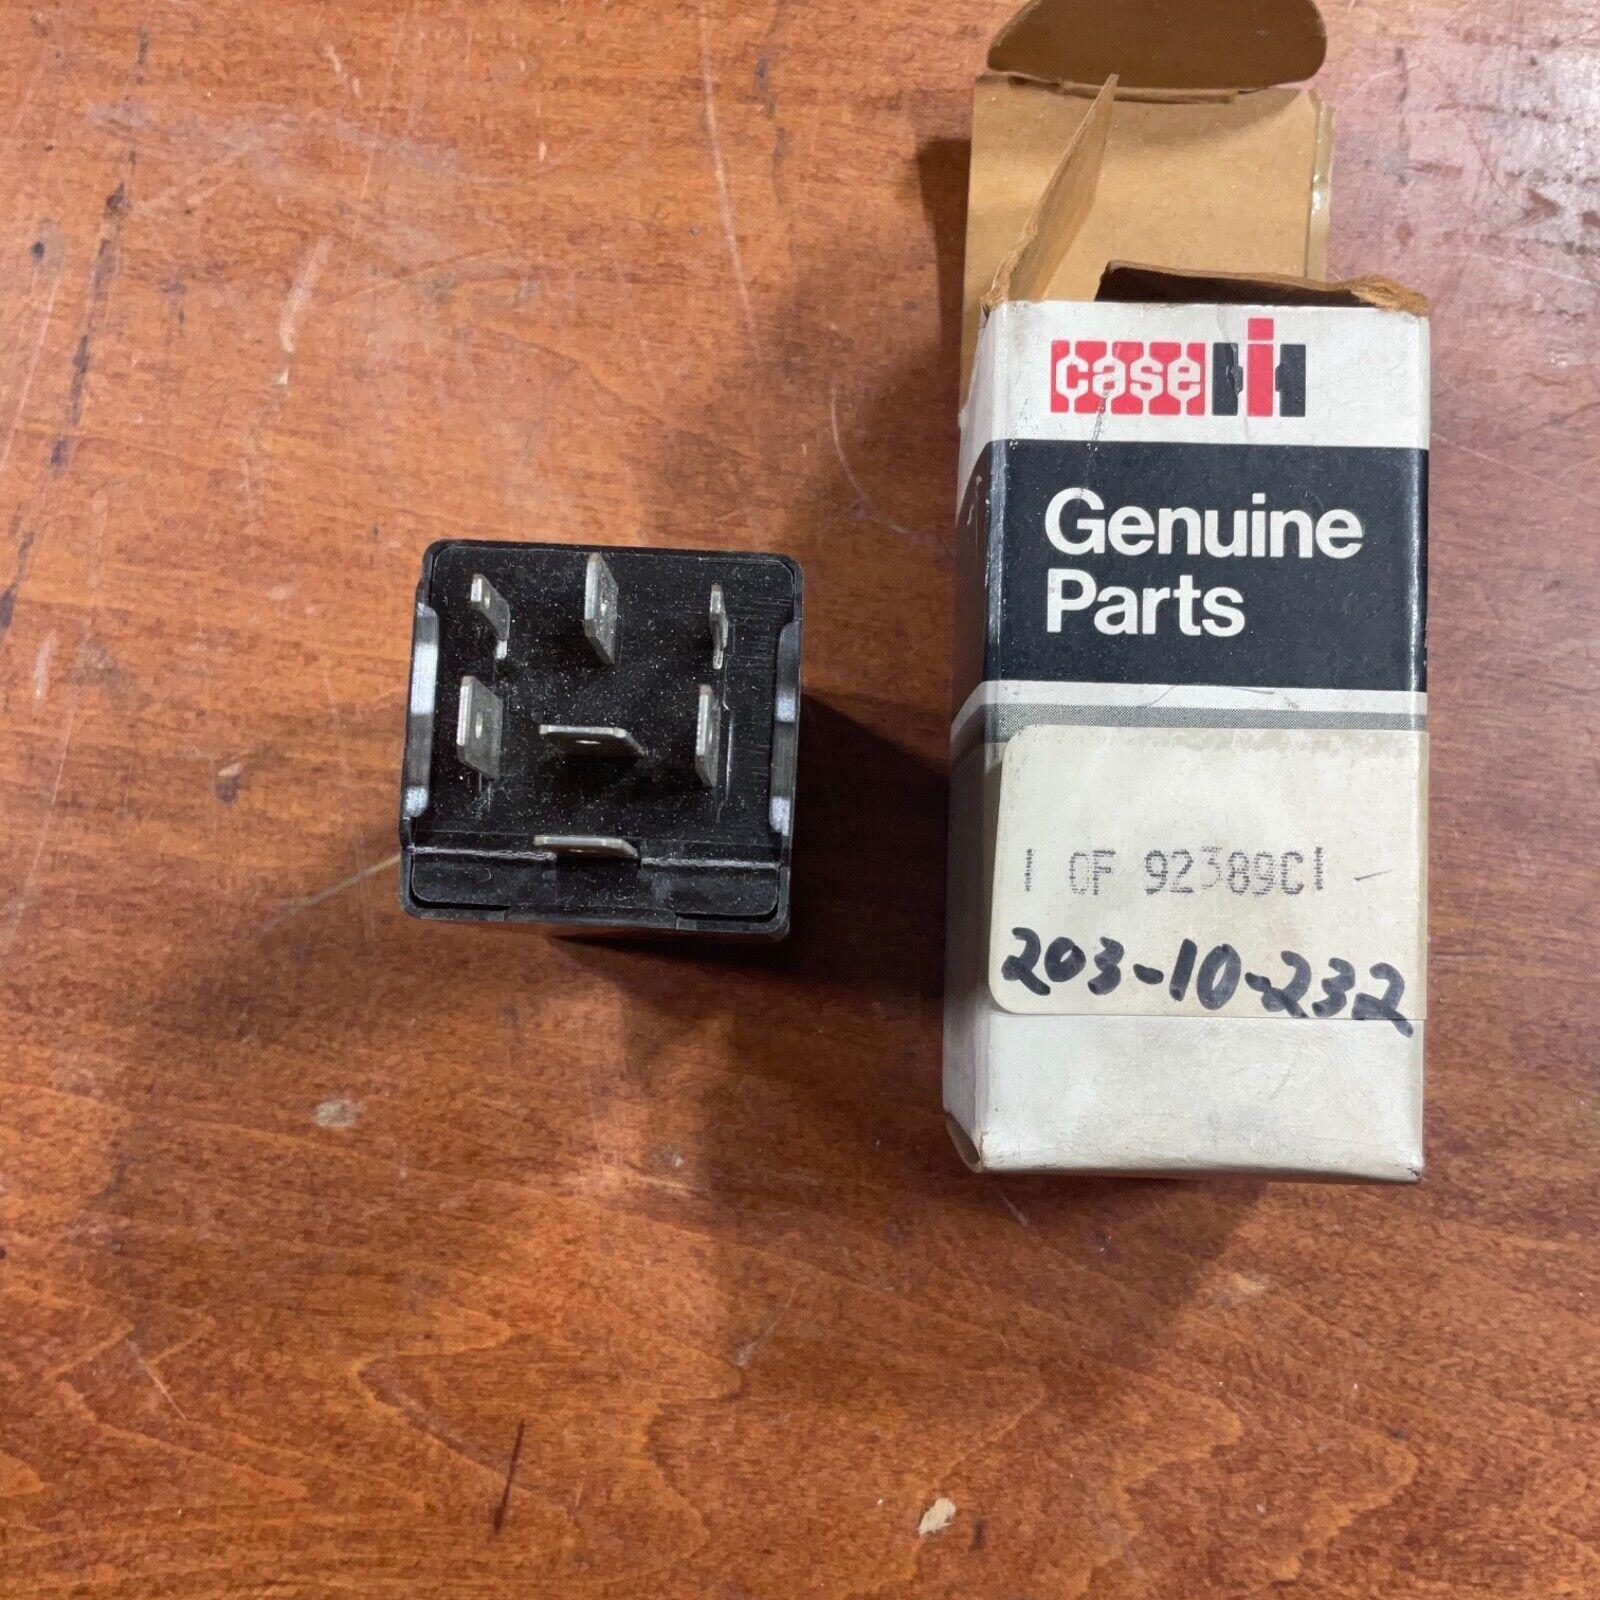 case IH
Genuine
Parts
1 OF 92389C1 -
203-10-232